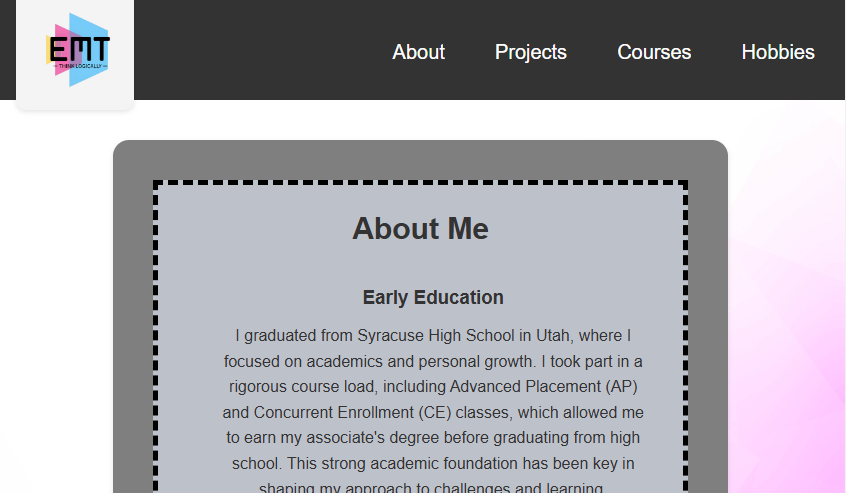 EMT
THINK LOGICALLY
About Projects Courses Hobbies
About Me
Early Education
I graduated from Syracuse High School in Utah, where I
focused on academics and personal growth. I took part in a
rigorous course load, including Advanced Placement (AP)
and Concurrent Enrollment (CE) classes, which allowed me
to earn my associate's degree before graduating from high
school. This strong academic foundation has been key in
shaping my approach to challenges and learning.